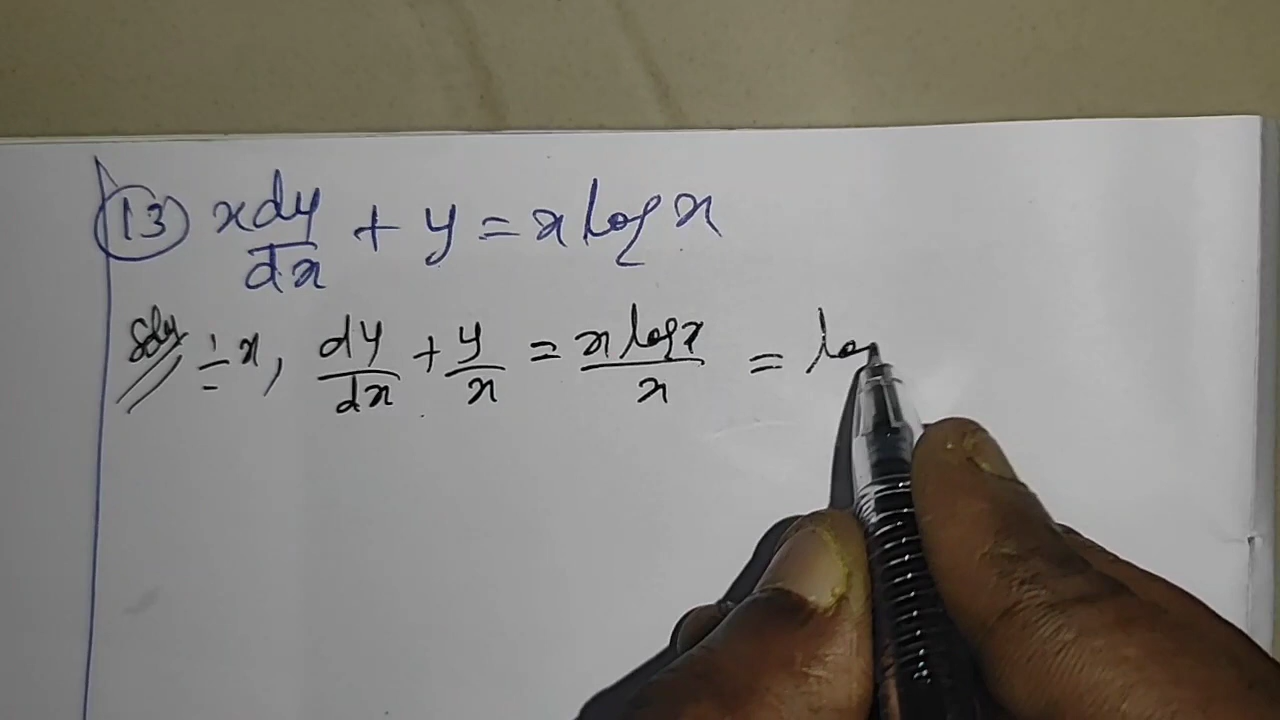 13 x dy/dx + y = x log x
Soln ÷ x, dy/dx + y/x = x log x/x = log